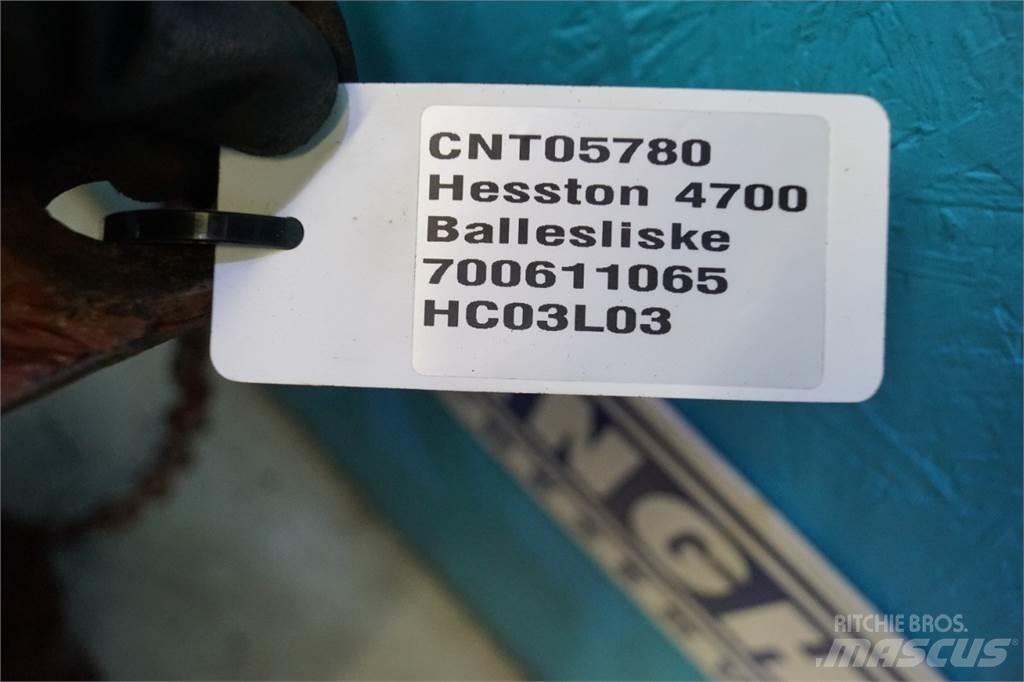 CNT05780
Hesston 4700
Ballesliske
700611065
HC03L03
RITCHIE BROS.
MASCUS